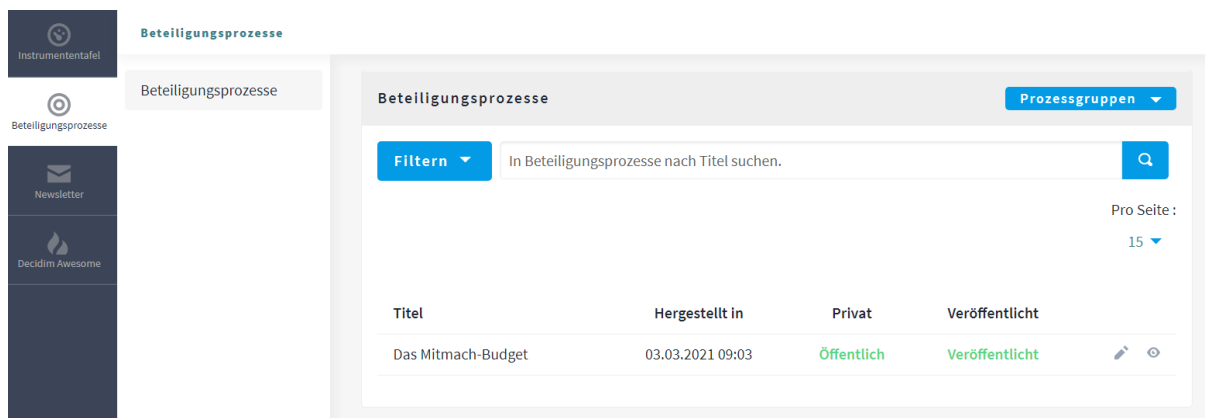 Instrumententafel
Beteiligungsprozesse
Newsletter
Decidim Awesome
Beteiligungsprozesse
Beteiligungsprozesse
Beteiligungsprozesse
Prozessgruppen
Filtern
In Beteiligungsprozesse nach Titel suchen.
Pro Seite :
15
Titel Hergestellt in Privat Veröffentlicht
Das Mitmach-Budget 03.03.2021 09:03 Öffentlich Veröffentlicht